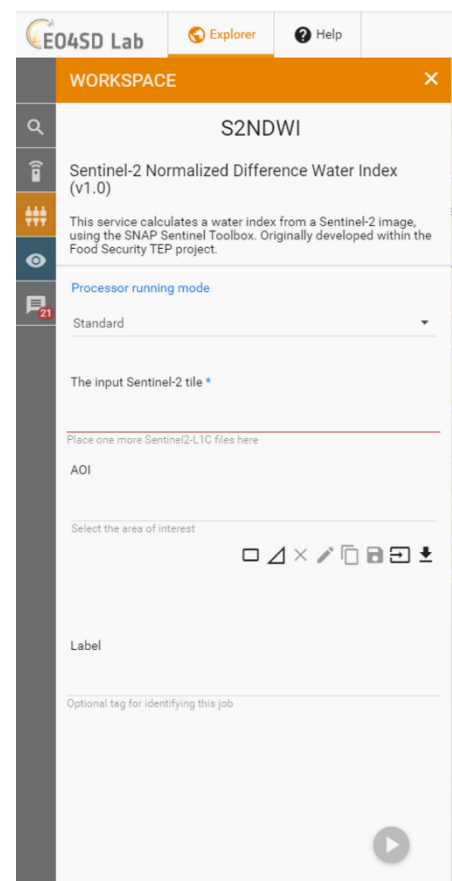 EO4SD Lab
Explorer
Help
WORKSPACE
S2NDWI
Sentinel-2 Normalized Difference Water Index
(v1.0)
This service calculates a water index from a Sentinel-2 image,
using the SNAP Sentinel Toolbox. Originally developed within the
Food Security TEP project.
21
Processor running mode
Standard
The input Sentinel-2 tile *
Place one more Sentinel2-L1C files here
AOI
Select the area of interest
Label
Optional tag for identifying this job